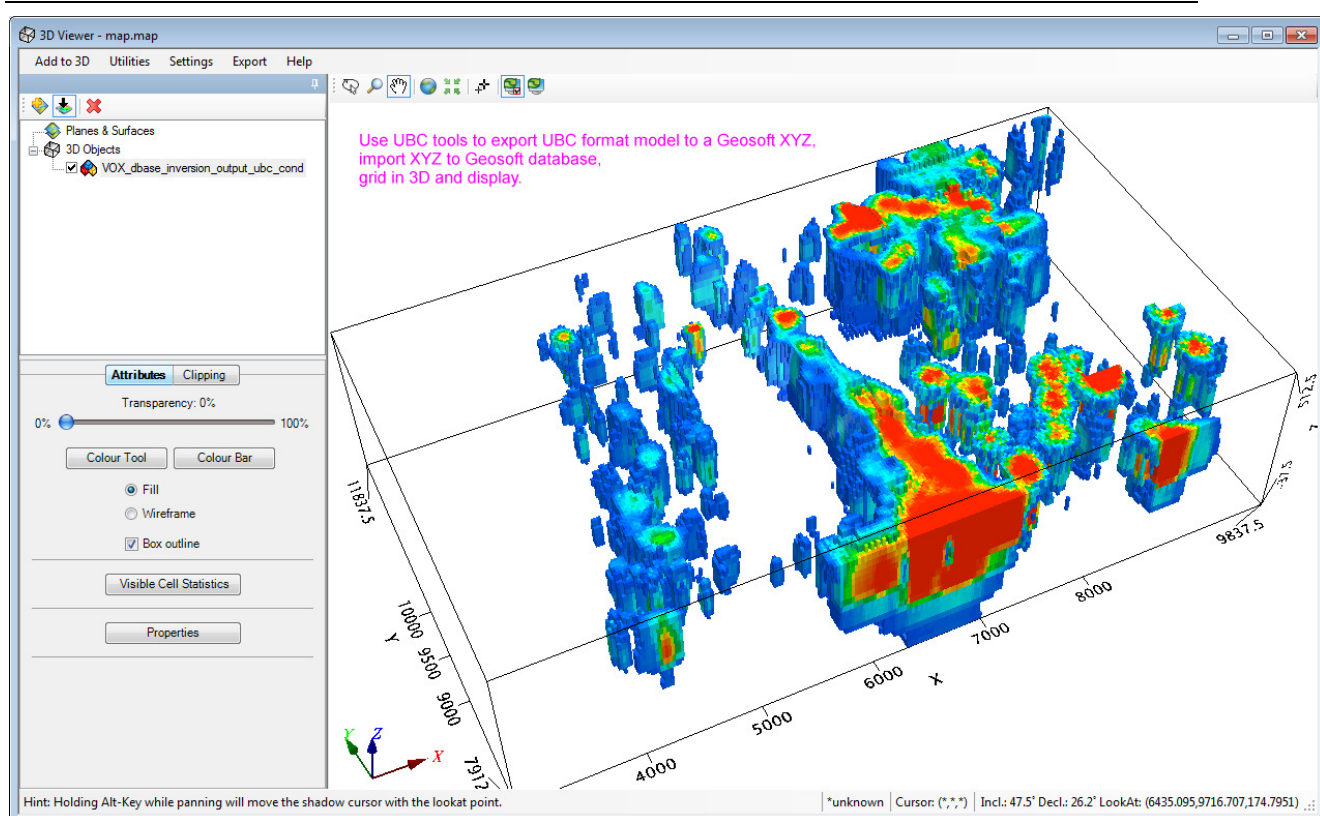 3D Viewer - map.map
Add to 3D Utilities Settings Export Help
Planes & Surfaces
3D Objects
VOX_dbase_inversion_output_ubc_cond
Attributes Clipping
Transparency: 0%
0% 100%
Colour Tool Colour Bar
Fill
Wireframe
Box outline
Visible Cell Statistics
Properties
Use UBC tools to export UBC format model to a Geosoft XYZ,
import XYZ to Geosoft database,
grid in 3D and display.
11837.5
10000
Y
9500
9000
4000
5000
6000
X
7000
8000
9837.5
512.5
Y Z X
Hint: Holding Alt-Key while panning will move the shadow cursor with the lookat point.
*unknown Cursor: (*,*,*) Incl.: 47.5° Decl.: 26.2° LookAt: (6435.095,9716.707,174.7951)